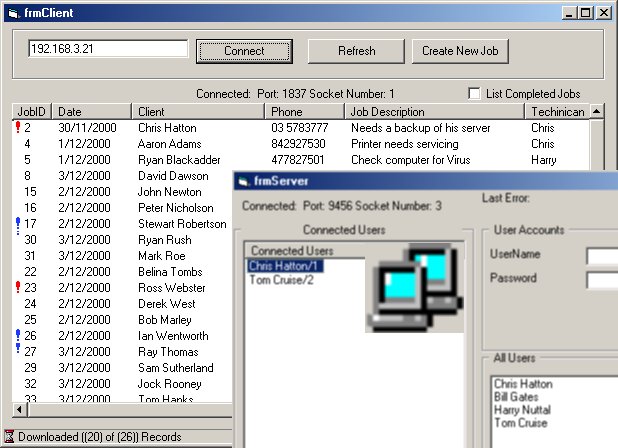 frmClient
192.168.3.21 Connect Refresh Create New Job
Connected: Port: 1837 Socket Number: 1 List Completed Jobs
JobID Date Client Phone Job Description Techinican
2 30/11/2000 Chris Hatton 03 5783777 Needs a backup of his server Chris
4 1/12/2000 Aaron Adams 842927530 Printer needs servicing Chris
5 1/12/2000 Ryan Blackadder 477827501 Check computer for Virus Harry
8 3/12/2000 David Dawson
15 2/12/2000 John Newton
16 2/12/2000 Peter Nicholson
17 2/12/2000 Stewart Robertson
30 3/12/2000 Ryan Rush
31 3/12/2000 Mark Roe
22 2/12/2000 Belina Tombs
23 2/12/2000 Ross Webster
24 2/12/2000 Derek West
25 2/12/2000 Bob Marley
26 2/12/2000 Ian Wentworth
27 3/12/2000 Ray Thomas
29 3/12/2000 Sam Sutherland
32 3/12/2000 Jock Rooney
33 3/12/2000 Tom Hanks
Downloaded ((20) of (26)) Records
frmServer
Connected: Port: 9456 Socket Number: 3
Last Error:
Connected Users
Connected Users
Chris Hatton/1
Tom Cruise/2
User Accounts
UserName
Password
All Users
Chris Hatton
Bill Gates
Harry Nuttal
Tom Cruise